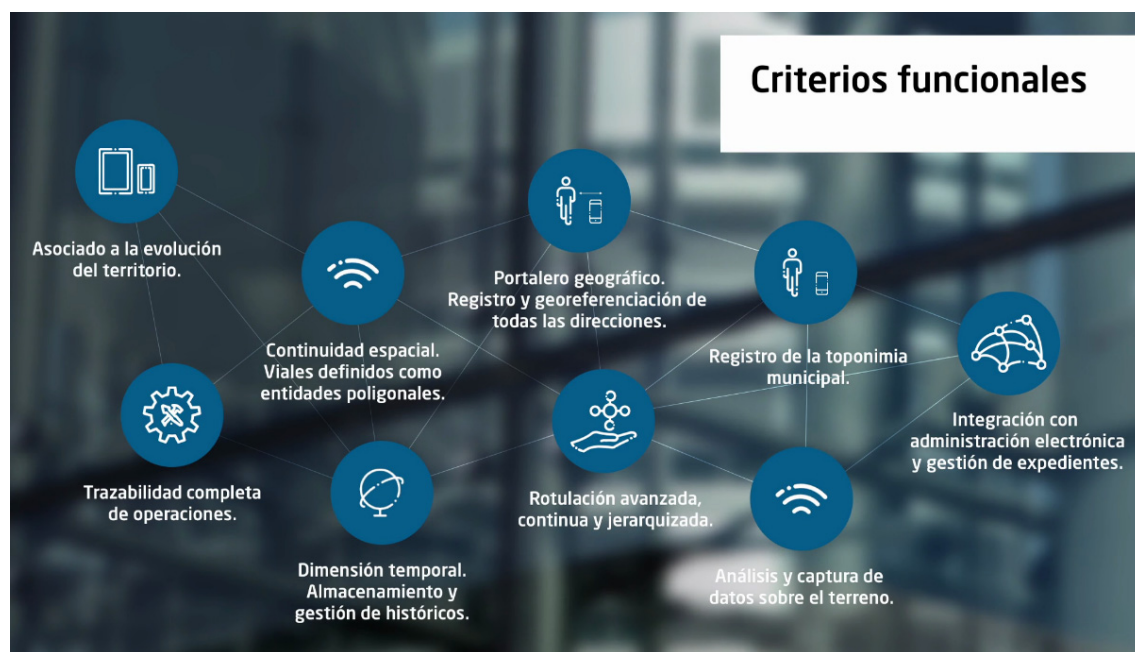 Criterios funcionales
Asociado a la evolución
del territorio.
Continuidad espacial.
Viales definidos como
entidades poligonales.
Portalero geográfico.
Registro y georeferenciación de
todas las direcciones.
Registro de la toponimia
municipal.
Integración con
administración electrónica
y gestión de expedientes.
Trazabilidad completa
de operaciones.
Dimensión temporal.
Almacenamiento y
gestión de históricos.
Rotulación avanzada,
continua y jerarquizada.
Análisis y captura de
datos sobre el terreno.